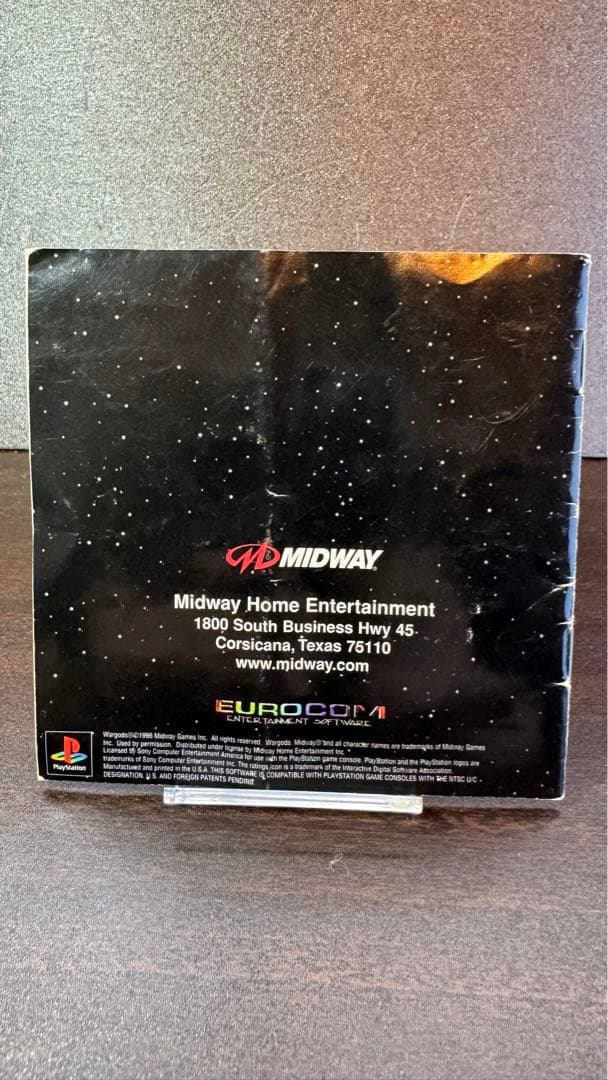 MIDWAY
Midway Home Entertainment
1800 South Business Hwy 45
Corsicana, Texas 75110
www.midway.com
EUROCOM
ENTERTAINMENT SOFTWARE
PlayStation
Wargods®©1996 Midway Games Inc. All rights reserved. Wargods. Midway® and all character names are trademarks of Midway Games
Inc. Used by permission. Distributed under license by Midway Home Entertainment Inc.
Licensed by Sony Computer Entertainment America for use with the PlayStation game console. PlayStation and the PlayStation logos are
trademarks of Sony Computer Entertainment Inc. The ratings icon is a trademark of the Interactive Digital Software Association.
Manufactured and printed in the U.S.A. THIS SOFTWARE IS COMPATIBLE WITH PLAYSTATION GAME CONSOLES WITH THE NTSC U/C
DESIGNATION. U.S. AND FOREIGN PATENTS PENDING